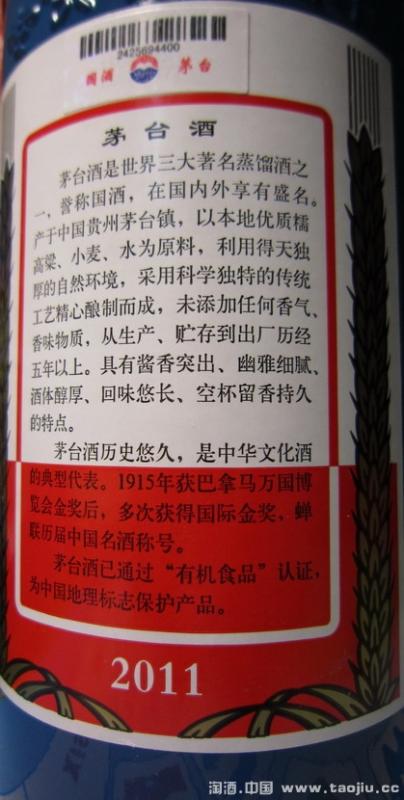 2425694400
国酒 茅台
茅台酒
茅台酒是世界三大著名蒸馏酒之
一、誉称国酒，在国内外享有盛名。
产于中国贵州茅台镇，以本地优质糯
高粱、小麦、水为原料，利用得天独
厚的自然环境，采用科学独特的传统
工艺精心酿制而成，未添加任何香气、
香味物质，从生产、贮存到出厂历经
五年以上。具有酱香突出、幽雅细腻、
酒体醇厚、回味悠长、空杯留香持久
的特点。
茅台酒历史悠久，是中华文化酒
的典型代表。1915年获巴拿马万国博
览会金奖后，多次获得国际金奖，蝉
联历届中国名酒称号。
茅台酒已通过“有机食品”认证，
为中国地理标志保护产品。
2011
淘酒.中国 www.taojiu.cc